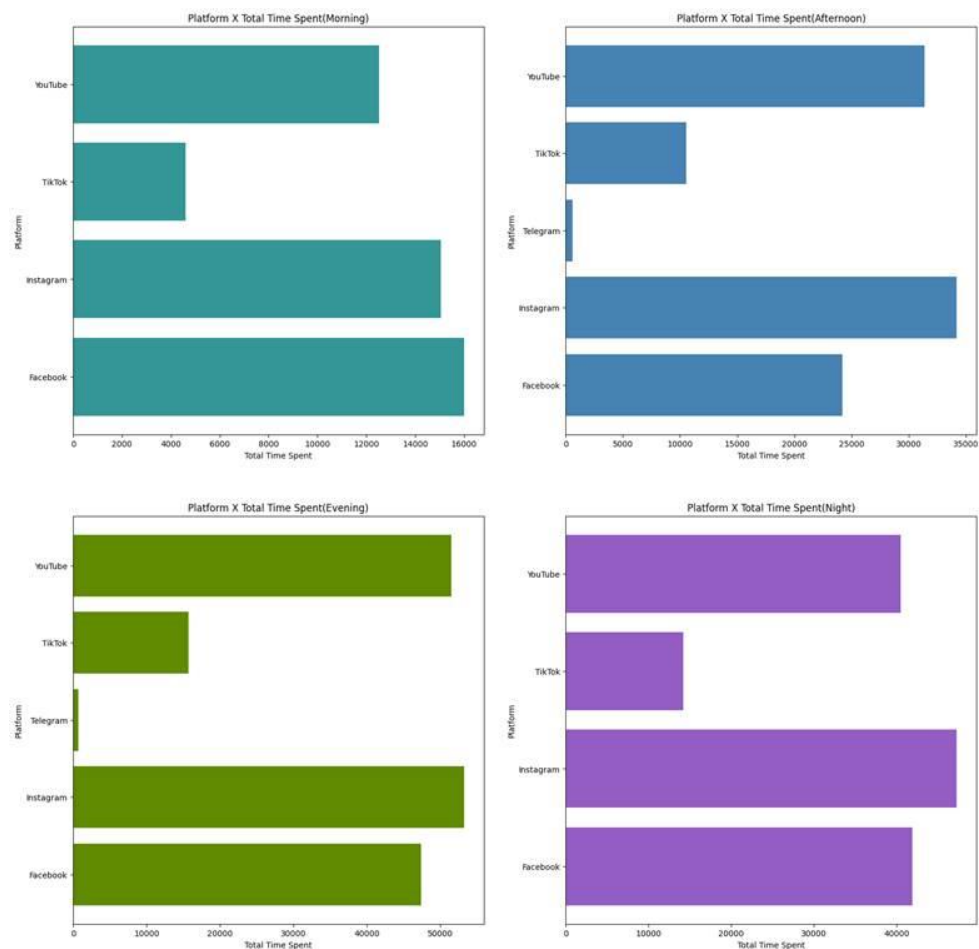 Platform X Total Time Spent(Morning)
YouTube
TikTok
Instagram
Facebook
Platform
0 2000 4000 6000 8000 10000 12000 14000 16000
Total Time Spent
Platform X Total Time Spent(Afternoon)
YouTube
TikTok
Telegram
Instagram
Facebook
Platform
0 5000 10000 15000 20000 25000 30000 35000
Total Time Spent
Platform X Total Time Spent(Evening)
YouTube
TikTok
Telegram
Instagram
Facebook
Platform
0 10000 20000 30000 40000 50000
Total Time Spent
Platform X Total Time Spent(Night)
YouTube
TikTok
Instagram
Facebook
Platform
0 10000 20000 30000 40000
Total Time Spent